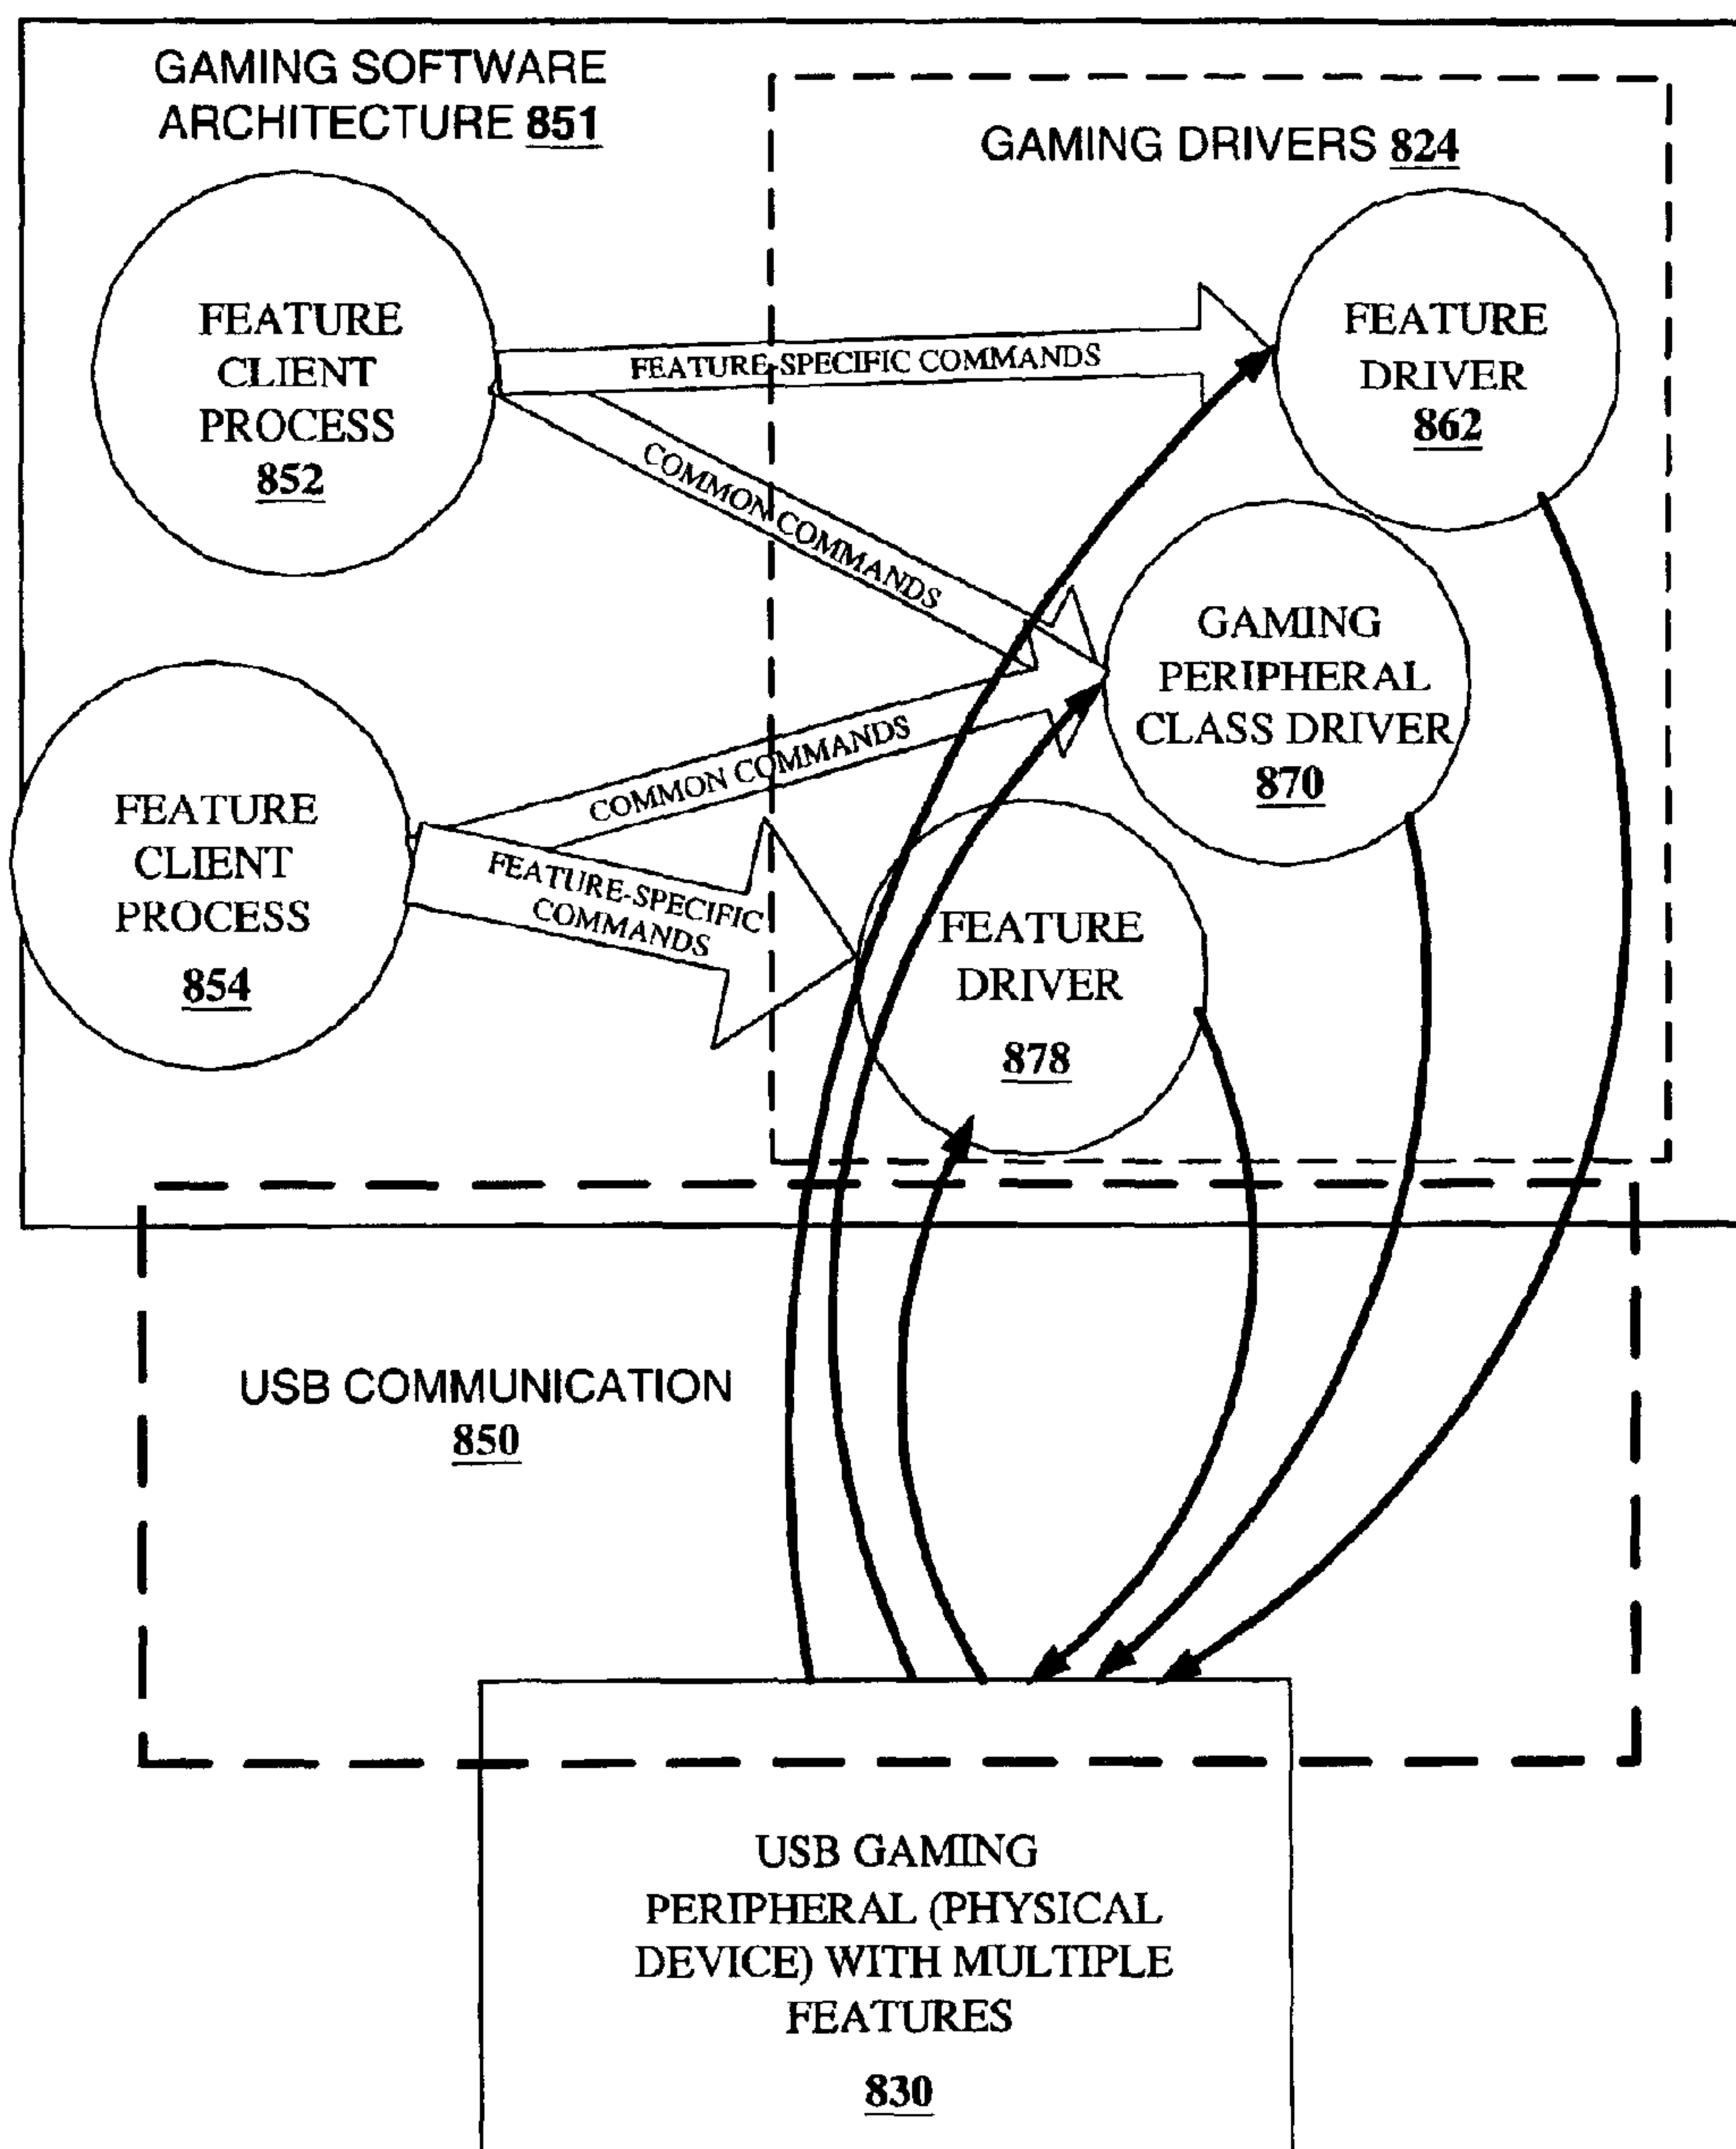 GAMING SOFTWARE
ARCHITECTURE 851
GAMING DRIVERS 824
FEATURE
CLIENT
PROCESS
852
FEATURE-SPECIFIC COMMANDS
FEATURE
DRIVER
862
COMMON COMMANDS
GAMING
PERIPHERAL
CLASS DRIVER
870
COMMON COMMANDS
FEATURE
CLIENT
PROCESS
854
FEATURE-SPECIFIC
COMMANDS
FEATURE
DRIVER
878
USB COMMUNICATION
850
USB GAMING
PERIPHERAL (PHYSICAL
DEVICE) WITH MULTIPLE
FEATURES
830